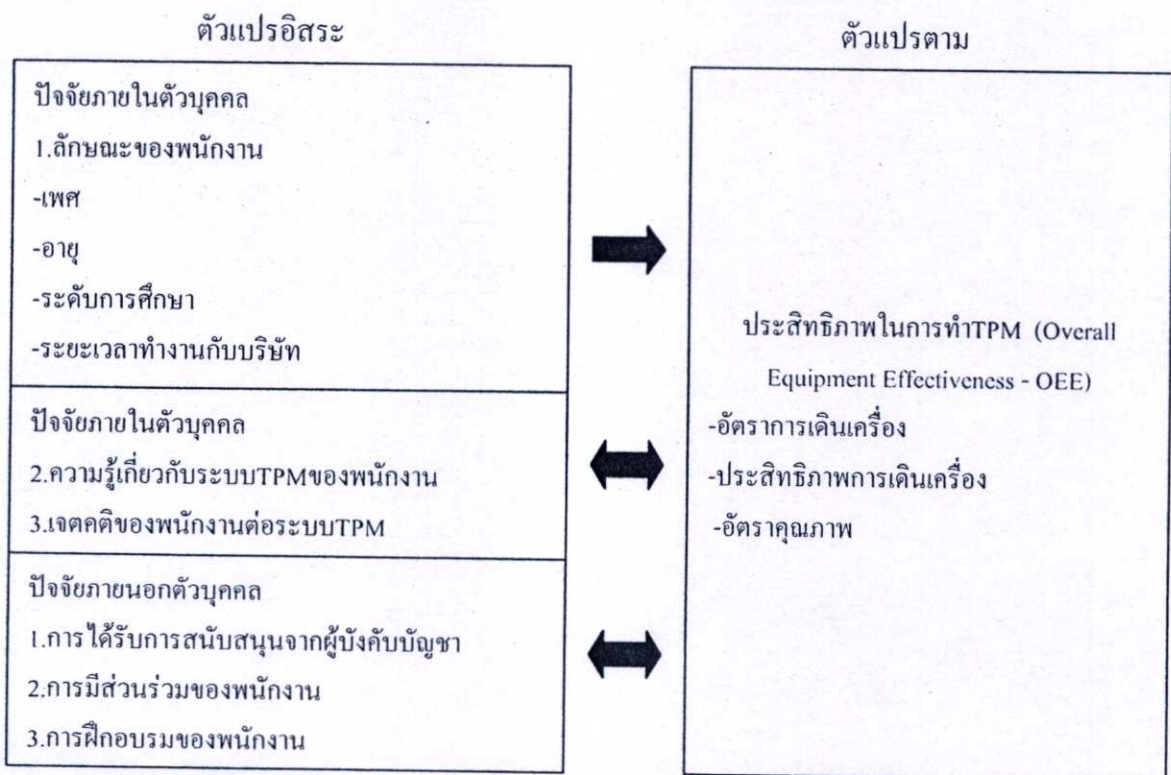 ตัวแปรอิสระ
ปัจจัยภายในตัวบุคคล
1.ลักษณะของพนักงาน
-เพศ
-อายุ
-ระดับการศึกษา
-ระยะเวลาทำงานกับบริษัท
ปัจจัยภายในตัวบุคคล
2.ความรู้เกี่ยวกับระบบTPMของพนักงาน
3.เจตคติของพนักงานต่อระบบTPM
ปัจจัยภายนอกตัวบุคคล
1.การได้รับการสนับสนุนจากผู้บังคับบัญชา
2.การมีส่วนร่วมของพนักงาน
3.การฝึกอบรมของพนักงาน
ตัวแปรตาม
ประสิทธิภาพในการทำTPM (Overall
Equipment Effectiveness - OEE)
-อัตราการเดินเครื่อง
-ประสิทธิภาพการเดินเครื่อง
-อัตราคุณภาพ